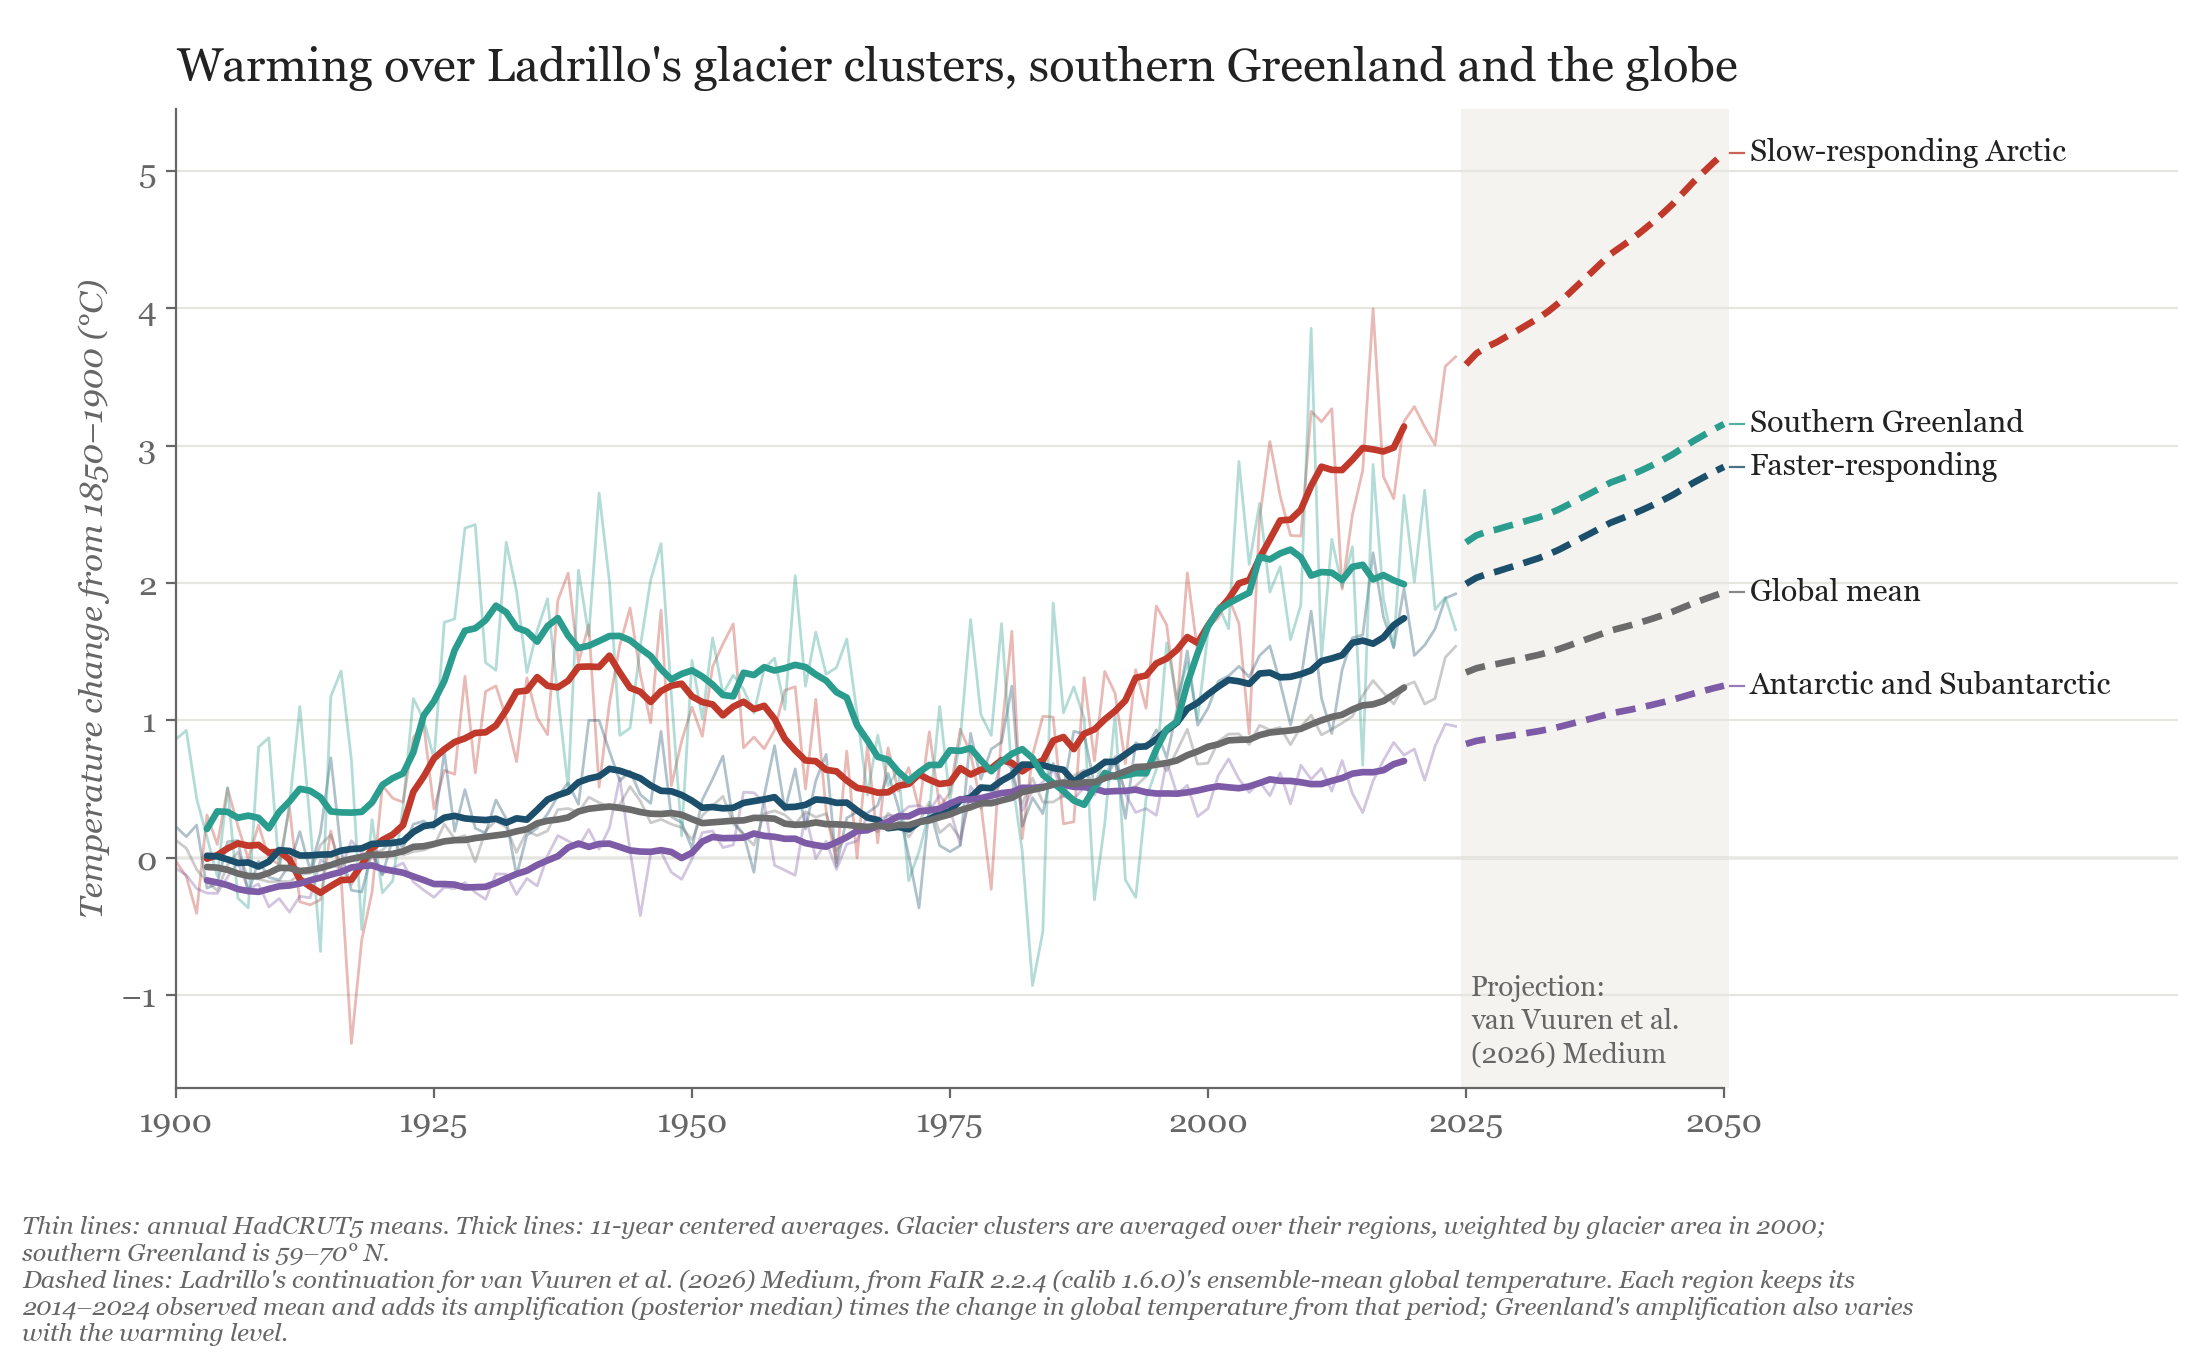 Warming over Ladrillo's glacier clusters, southern Greenland and the globe
Temperature change from 1850–1900 (°C)
5
4
3
2
1
0
−1
1900
1925
1950
1975
2000
2025
2050
Slow-responding Arctic
Southern Greenland
Faster-responding
Global mean
Antarctic and Subantarctic
Projection:
van Vuuren et al.
(2026) Medium
Thin lines: annual HadCRUT5 means. Thick lines: 11-year centered averages. Glacier clusters are averaged over their regions, weighted by glacier area in 2000;
southern Greenland is 59–70° N.
Dashed lines: Ladrillo's continuation for van Vuuren et al. (2026) Medium, from FaIR 2.2.4 (calib 1.6.0)'s ensemble-mean global temperature. Each region keeps its
2014–2024 observed mean and adds its amplification (posterior median) times the change in global temperature from that period; Greenland's amplification also varies
with the warming level.